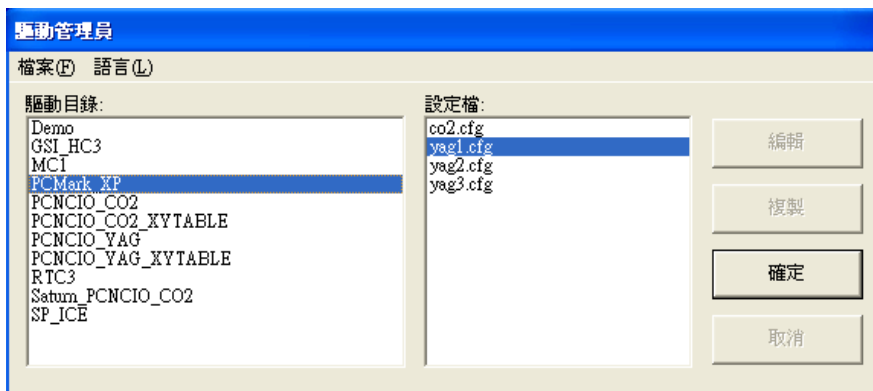 驅動管理員
檔案(F) 語言(L)
驅動目錄:
Demo
GSI_HC3
MC1
PCMark_XP
PCNCIO_CO2
PCNCIO_CO2_XYTABLE
PCNCIO_YAG
PCNCIO_YAG_XYTABLE
RTC3
Saturn_PCNCIO_CO2
SP_ICE
設定檔:
co2.cfg
yag1.cfg
yag2.cfg
yag3.cfg
編輯
複製
確定
取消